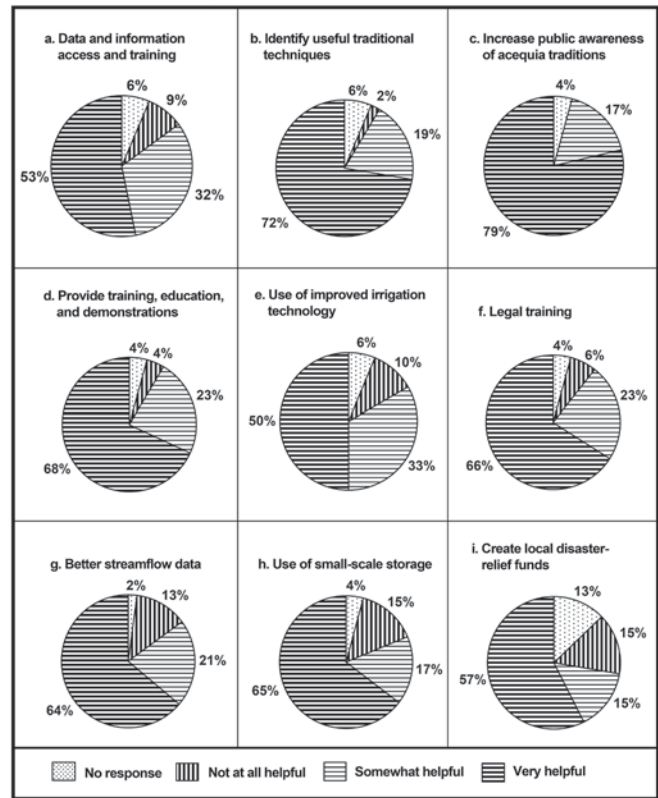 a. Data and information
access and training
6%
9%
32%
53%
b. Identify useful traditional
techniques
6%
2%
19%
72%
c. Increase public awareness
of acequia traditions
4%
17%
79%
d. Provide training, education,
and demonstrations
4%
4%
23%
68%
e. Use of improved irrigation
technology
6%
10%
33%
50%
f. Legal training
4%
6%
23%
66%
g. Better streamflow data
2%
13%
21%
64%
h. Use of small-scale storage
4%
15%
17%
65%
i. Create local disaster-
relief funds
13%
15%
15%
57%
No response
Not at all helpful
Somewhat helpful
Very helpful